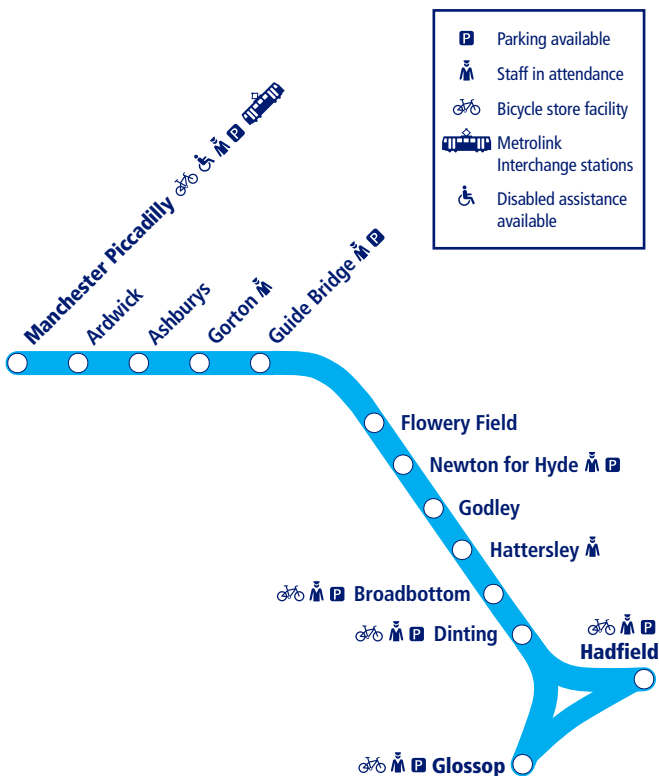 P Parking available
Staff in attendance
Bicycle store facility
Metrolink
Interchange stations
Disabled assistance
available
Manchester Piccadilly P
Ardwick
Ashburys
Gorton
Guide Bridge P
Flowery Field
Newton for Hyde P
Godley
Hattersley
P Broadbottom
P Dinting
P
Hadfield
P Glossop